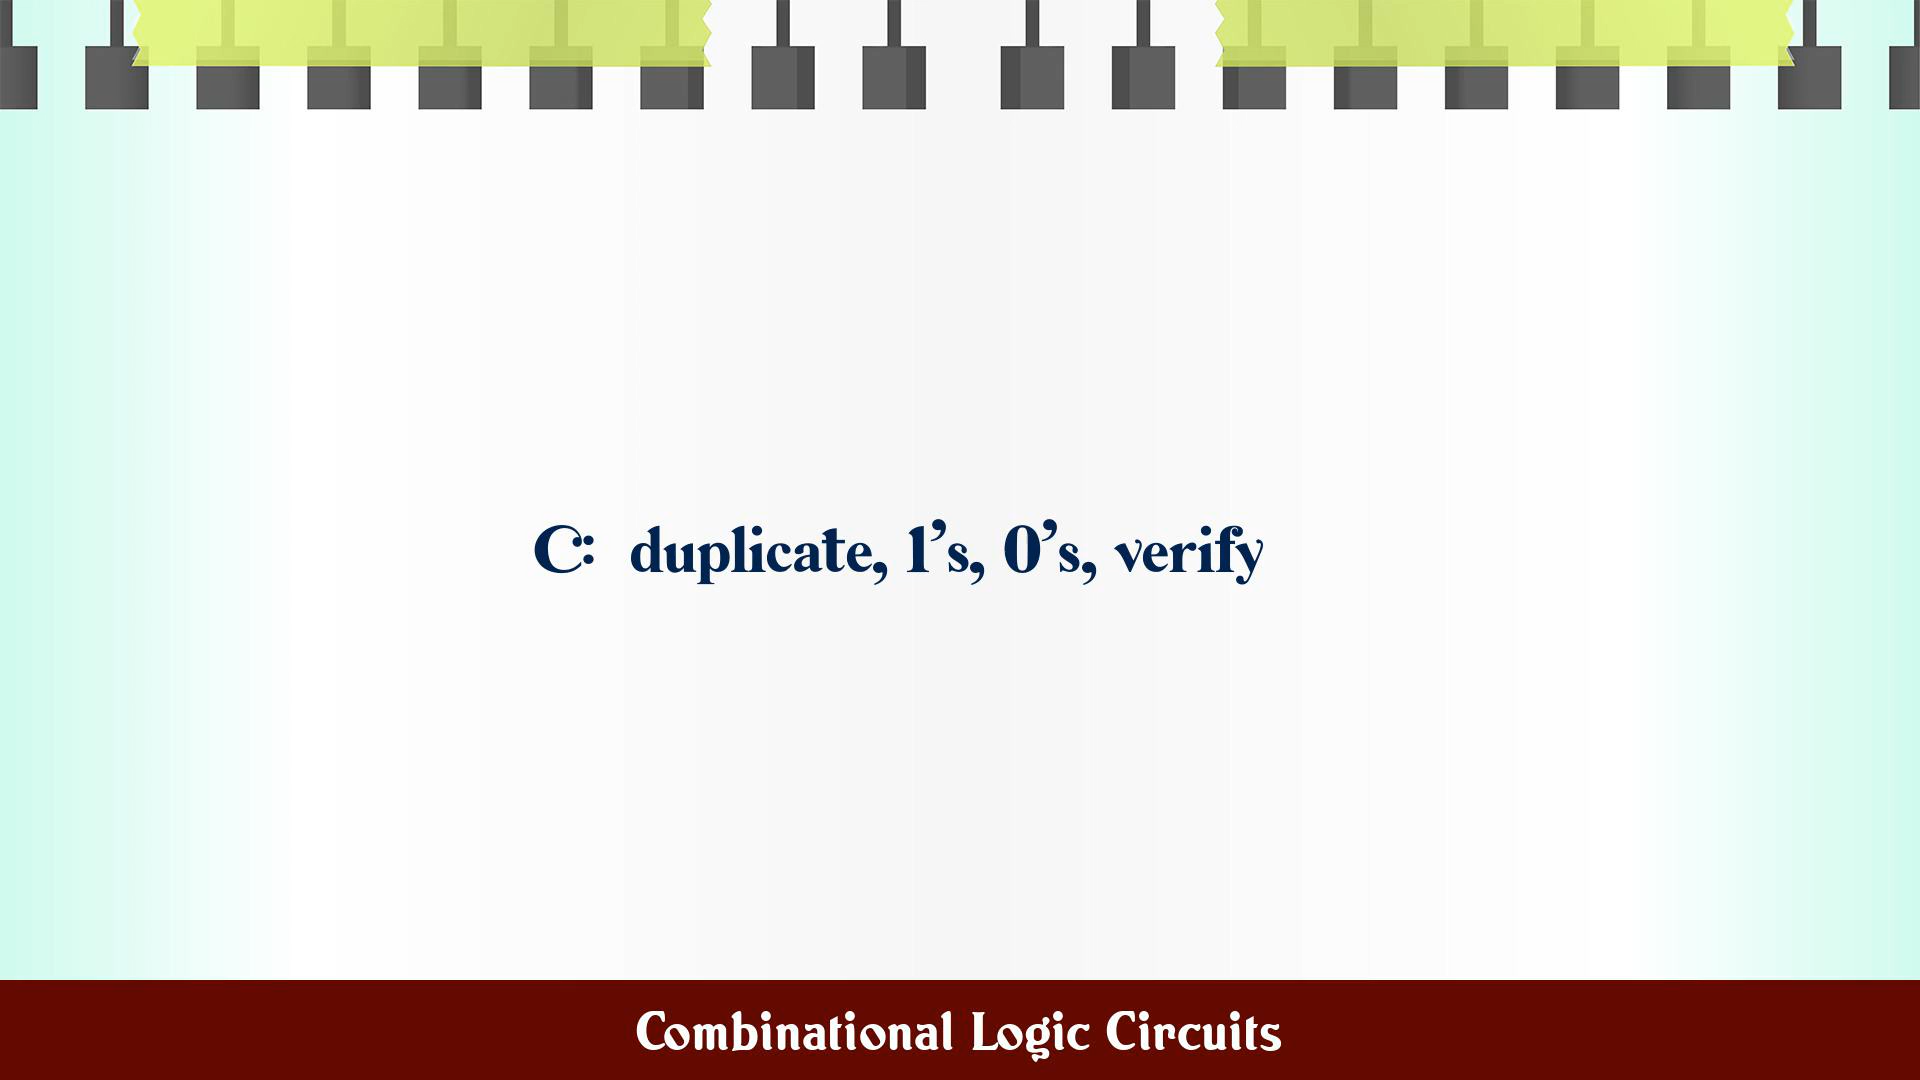 C: duplicate, 1’s, 0’s, verify
Combinational Logic Circuits